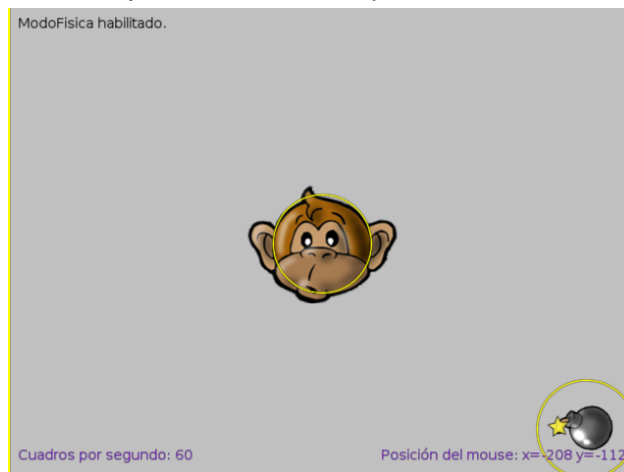 ModoFisica habilitado.
Cuadros por segundo: 60
Posición del mouse: x=-208 y=-112